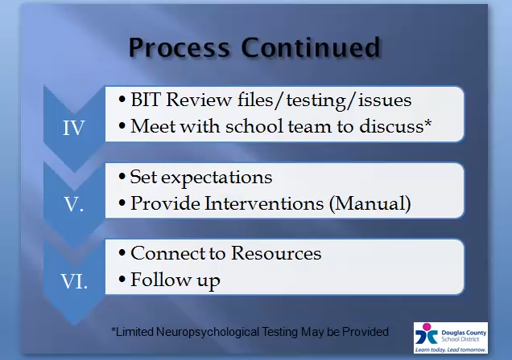 Process Continued
IV
• BIT Review files/testing/issues
• Meet with school team to discuss*
V.
• Set expectations
• Provide Interventions (Manual)
VI.
• Connect to Resources
• Follow up
*Limited Neuropsychological Testing May be Provided
Douglas County
School District
Learn today. Lead tomorrow.